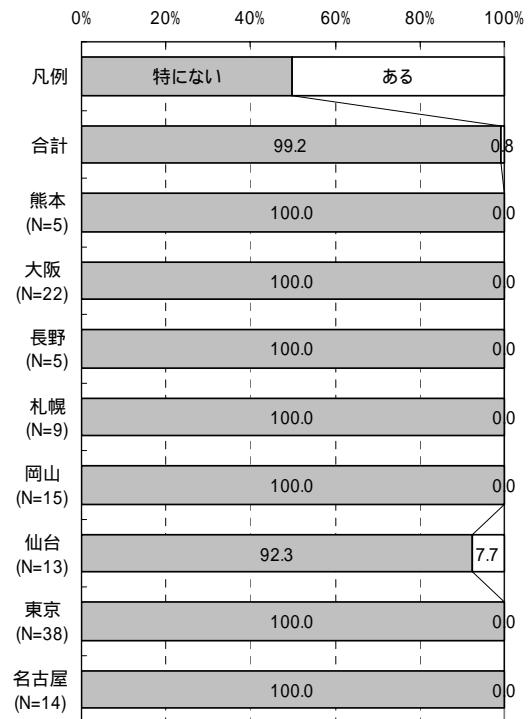 0% 20% 40% 60% 80% 100%
凡例 特にない ある
合計 99.2 0.8
熊本
(N=5) 100.0 0.0
大阪
(N=22) 100.0 0.0
長野
(N=5) 100.0 0.0
札幌
(N=9) 100.0 0.0
岡山
(N=15) 100.0 0.0
仙台
(N=13) 92.3 7.7
東京
(N=38) 100.0 0.0
名古屋
(N=14) 100.0 0.0